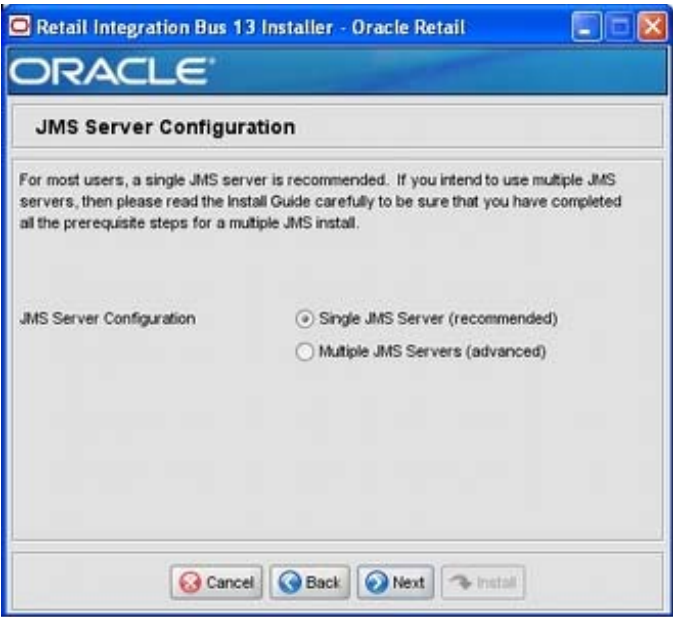 Retail Integration Bus 13 Installer - Oracle Retail
ORACLE
JMS Server Configuration
For most users, a single JMS server is recommended. If you intend to use multiple JMS
servers, then please read the Install Guide carefully to be sure that you have completed
all the prerequisite steps for a multiple JMS install.
JMS Server Configuration
Single JMS Server (recommended)
Multiple JMS Servers (advanced)
Cancel Back Next Install